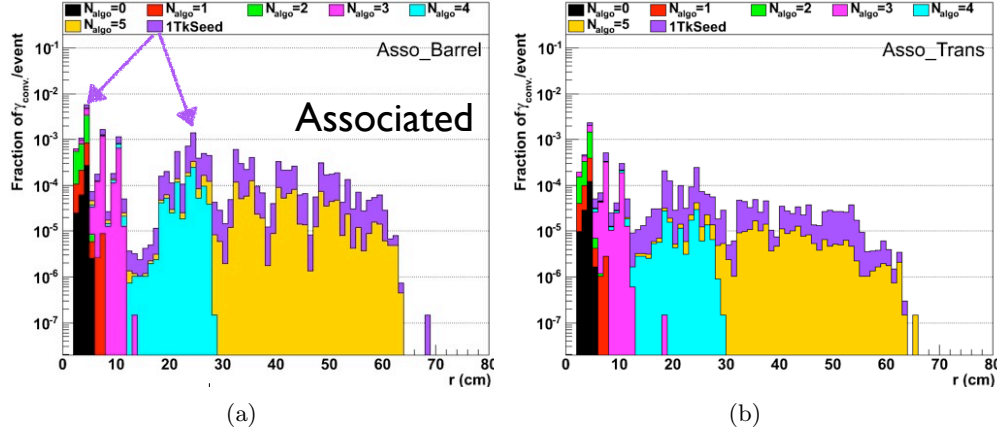 N_algo=0 N_algo=1 N_algo=2 N_algo=3 N_algo=4
N_algo=5 1TkSeed
Asso_Barrel
Associated
Fraction of γ_conv./event
10^-1
10^-2
10^-3
10^-4
10^-5
10^-6
10^-7
0 10 20 30 40 50 60 70 80
r (cm)
(a)
N_algo=0 N_algo=1 N_algo=2 N_algo=3 N_algo=4
N_algo=5 1TkSeed
Asso_Trans
Fraction of γ_conv./event
10^-1
10^-2
10^-3
10^-4
10^-5
10^-6
10^-7
0 10 20 30 40 50 60 70 80
r (cm)
(b)